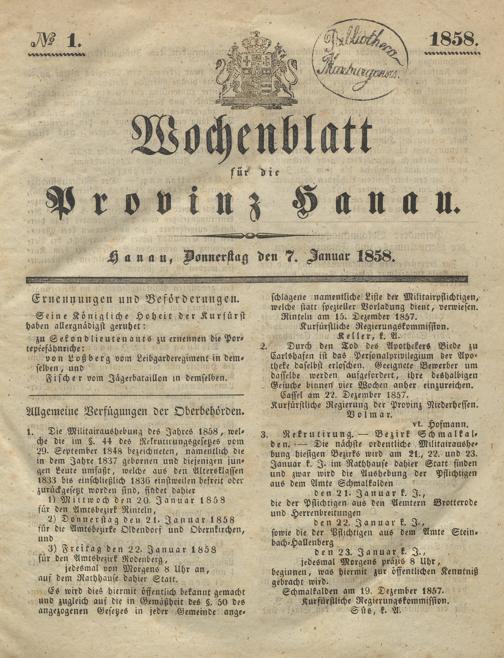 № 1.
1858.
Bibliotheca
Marburgensis.
Wochenblatt
für die
Provinz Hanau.
Hanau, Donnerstag den 7. Januar 1858.
Ernennungen und Beförderungen.
Seine Königliche Hoheit der Kurfürst
haben allergnädigst geruhet:
zu Sekondlieutenants zu ernennen die Por-
tepeefähnriche:
von Loßberg vom Leibgarderegiment in dem-
selben, und
Fischer vom Jägerbataillon in demselben.
Allgemeine Verfügungen der Oberbehörden.
1. Die Militairaushebung des Jahres 1858, wel-
che die im §. 44 des Rekrutirungsgesetzes vom
29. September 1848 bezeichneten, namentlich die
in dem Jahre 1837 geborenen und diejenigen jun-
gen Leute umfaßt, welche aus den Altersklassen
1833 bis einschließlich 1836 einstweilen befreit oder
zurückgesetzt worden sind, findet dahier
1) Mittwoch den 20. Januar 1858
für den Amtsbezirk Rinteln,
2) Donnerstag den 21. Januar 1858
für die Amtsbezirke Oldendorf und Obernkirchen,
und
3) Freitag den 22. Januar 1858
für den Amtsbezirk Rodenberg,
jedesmal von Morgens 8 Uhr an,
auf dem Rathhause dahier Statt.
Es wird dies hiermit öffentlich bekannt gemacht
und zugleich auf die in Gemäßheit des §. 50 des
angezogenen Gesetzes in jeder Gemeinde ange-
schlagene namentliche Liste der Militairpflichtigen,
welche statt spezieller Vorladung dient, verwiesen.
Rinteln am 15. Dezember 1857.
Kurfürstliche Regierungskommission.
Keller, k. A.
2. Durch den Tod des Apothekers Biede zu
Carlshafen ist das Personalprivilegium der Apo-
theke daselbst erloschen. Geeignete Bewerber um
dasselbe werden aufgefordert, ihre desfallsigen
Gesuche binnen vier Wochen anher einzureichen.
Cassel am 22. Dezember 1857.
Kurfürstliche Regierung der Provinz Niederhessen.
Volmar.
vt. Hofmann.
3. Rekrutirung. — Bezirk Schmalkal-
den. — Die nächste ordentliche Militairaushe-
bung hiesigen Bezirks wird am 21., 22. und 23.
Januar k. J. im Rathhause dahier Statt finden
und zwar wird die Aushebung der Pflichtigen
aus dem Amte Schmalkalden
den 21. Januar k. J.,
die der Pflichtigen aus den Aemtern Brotterode
und Herrenbreitungen
den 22. Januar k. J.,
sowie die der Pflichtigen aus dem Amte Stein-
bach-Hallenberg
den 23. Januar k. J.,
jedesmal Morgens präzis 8 Uhr,
beginnen, was hiermit zur öffentlichen Kenntniß
gebracht wird.
Schmalkalden am 19. Dezember 1857.
Kurfürstliche Regierungskommission.
Süs, k. A.